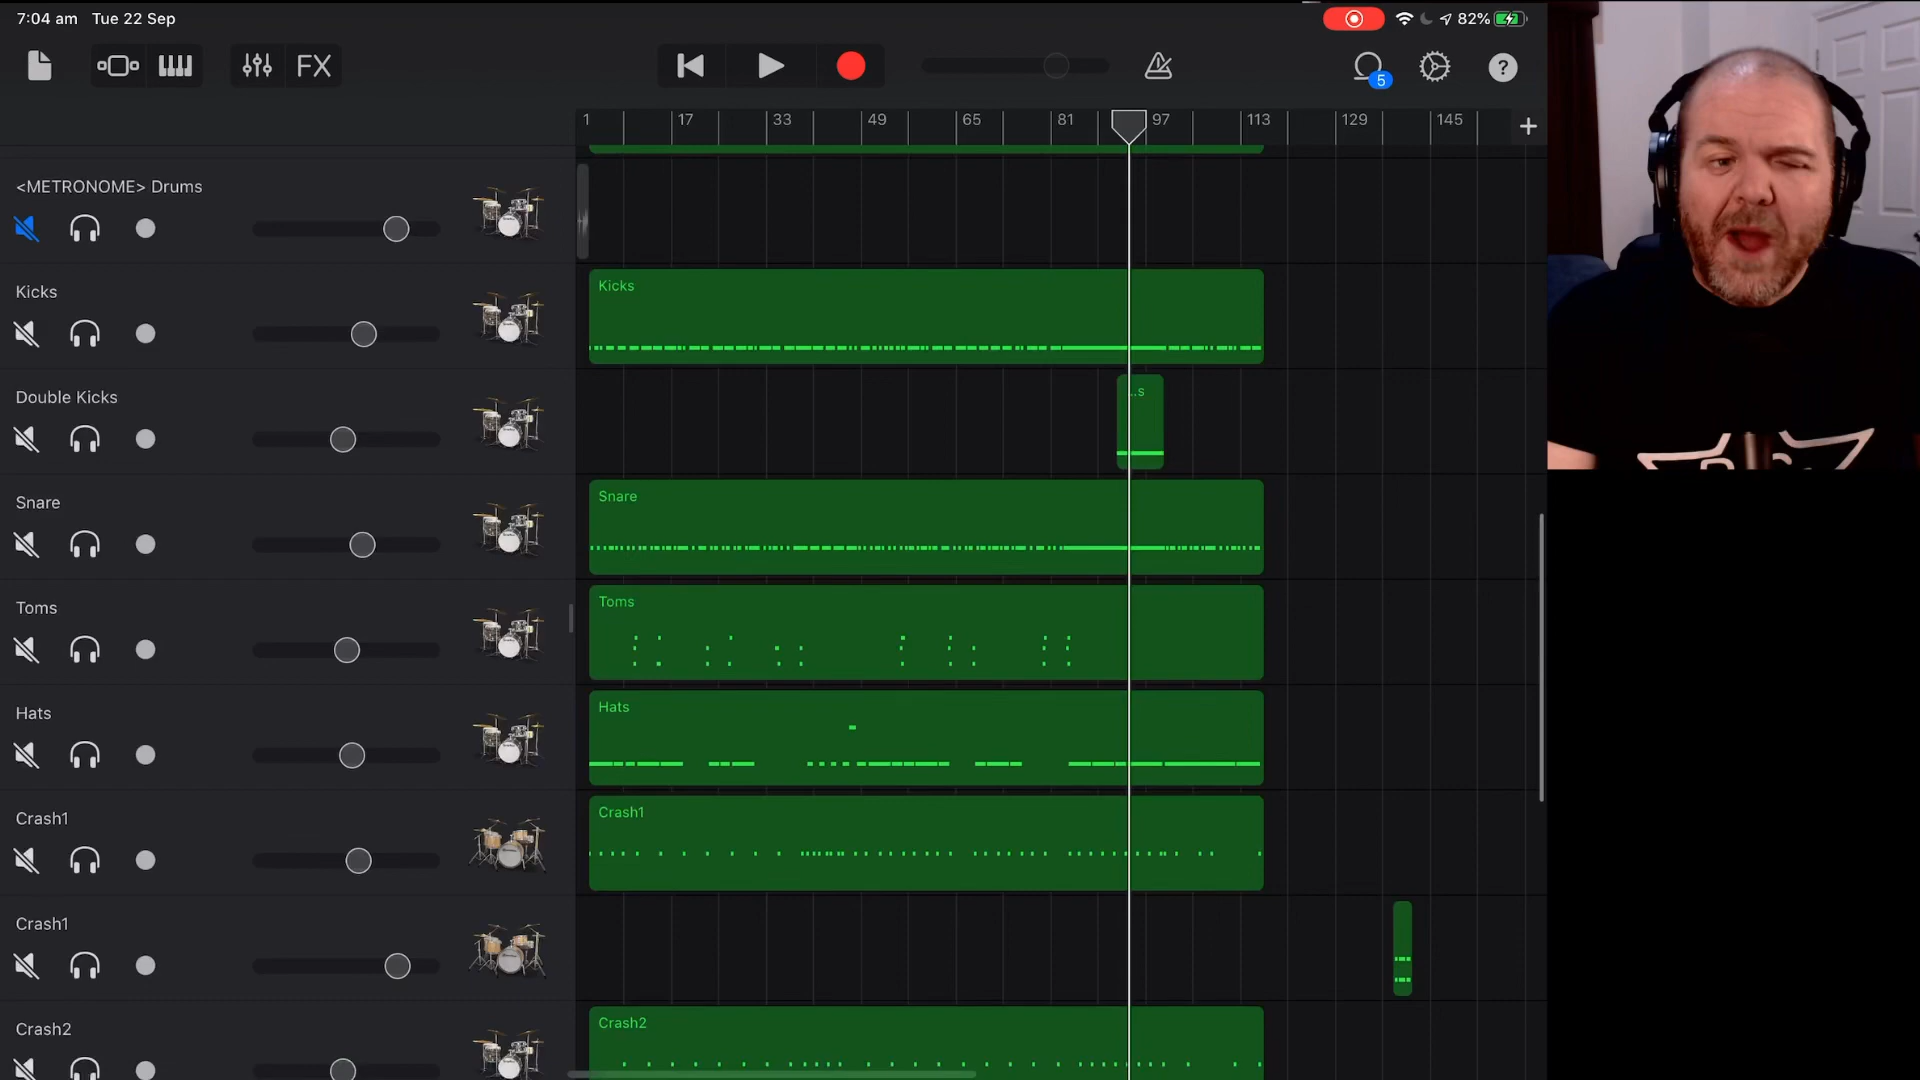 7:04 am Tue 22 Sep
82%
FX
5
?
1 17 33 49 65 81 97 113 129 145
<METRONOME> Drums
Kicks
Kicks
Double Kicks
..s
Snare
Snare
Toms
Toms
Hats
Hats
Crash1
Crash1
Crash1
Crash2
Crash2